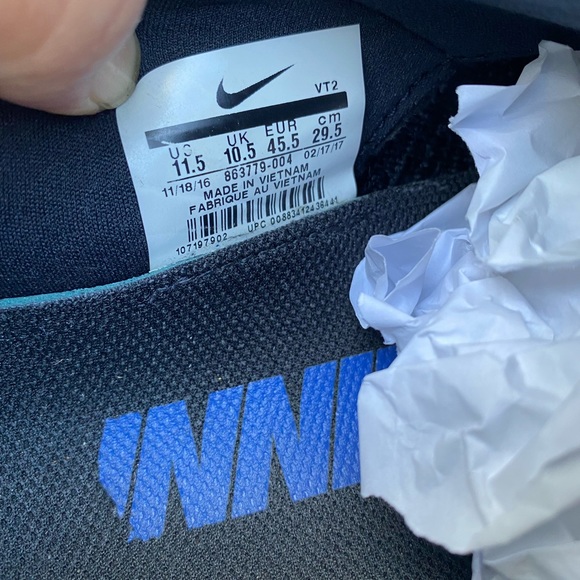 VT2
US UK EUR cm
11.5 10.5 45.5 29.5
11/18/16 863779-004 02/17/17
MADE IN VIETNAM
FABRIQUE AU VIETNAM
107197902 UPC 00883412436441